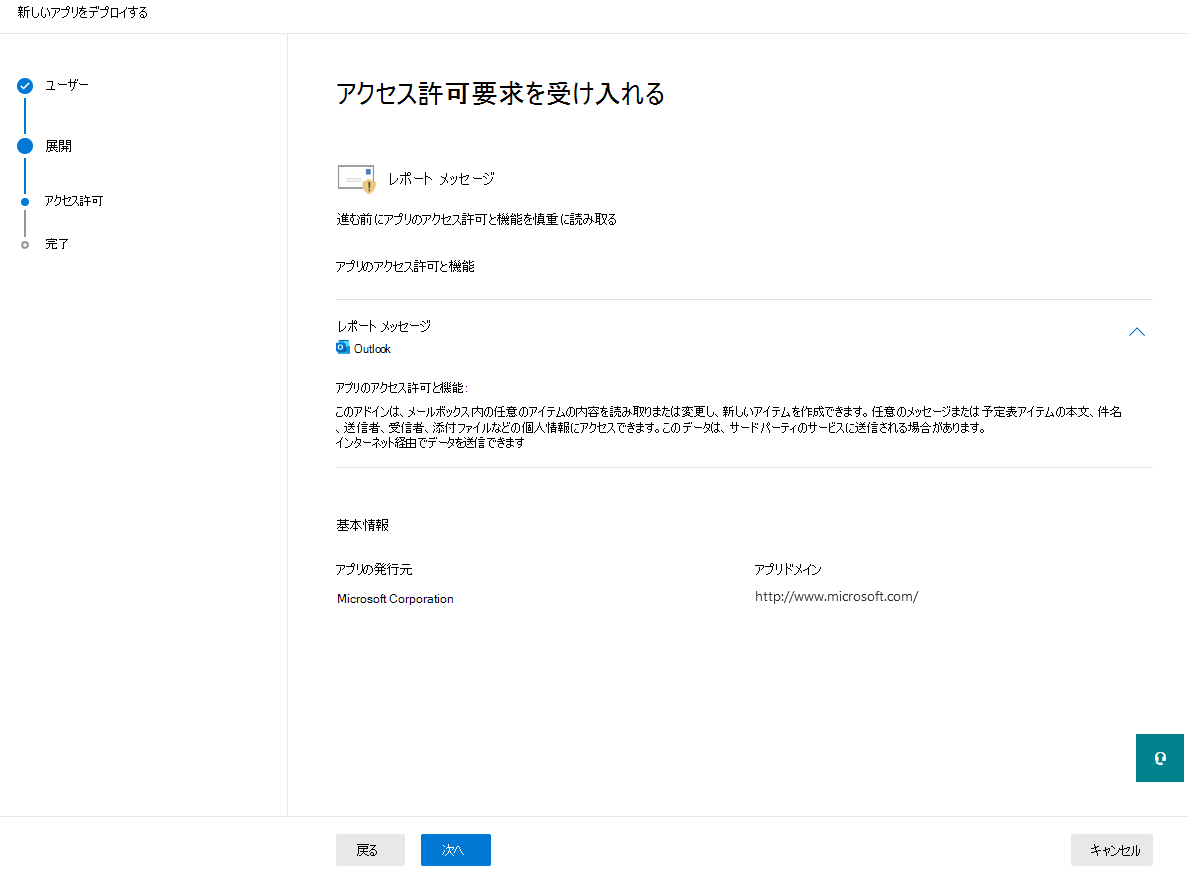 新しいアプリをデプロイする
ユーザー
展開
アクセス許可
完了
アクセス許可要求を受け入れる
レポート メッセージ
進む前にアプリのアクセス許可と機能を慎重に読み取る
アプリのアクセス許可と機能
レポート メッセージ
Outlook
アプリのアクセス許可と機能:
このアドインは、メールボックス内の任意のアイテムの内容を読み取りまたは変更し、新しいアイテムを作成できます。任意のメッセージまたは予定表アイテムの本文、件名
、送信者、受信者、添付ファイルなどの個人情報にアクセスできます。このデータは、サードパーティのサービスに送信される場合があります。
インターネット経由でデータを送信できます
基本情報
アプリの発行元
アプリドメイン
Microsoft Corporation
http://www.microsoft.com/
戻る
次へ
キャンセル